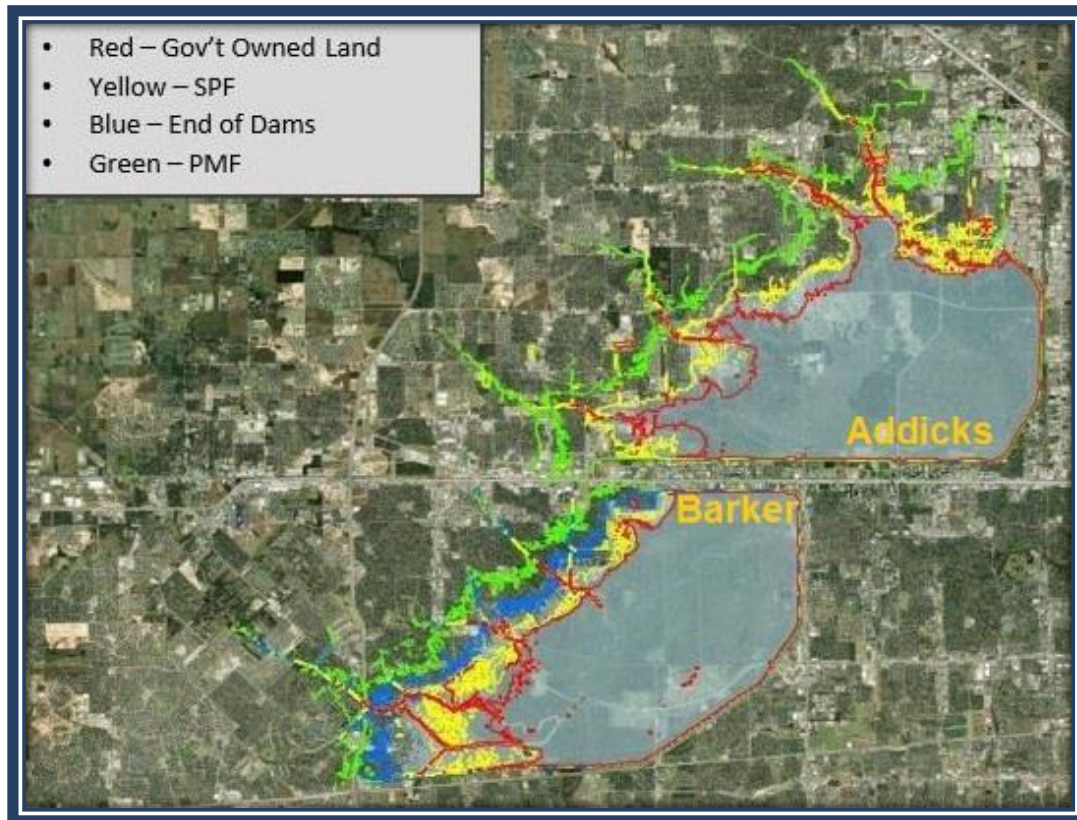 • Red – Gov't Owned Land
• Yellow – SPF
• Blue – End of Dams
• Green – PMF
Addicks
Barker